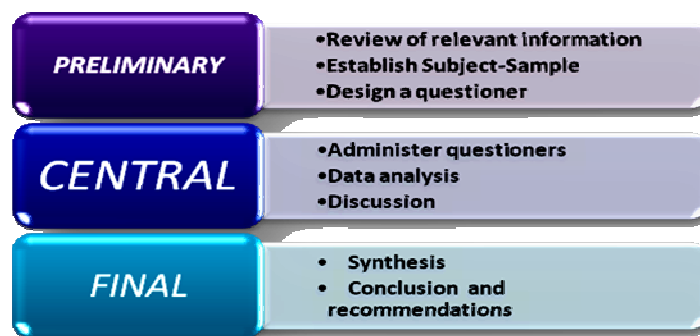 PRELIMINARY
•Review of relevant information
•Establish Subject-Sample
•Design a questioner
CENTRAL
•Administer questioners
•Data analysis
•Discussion
FINAL
• Synthesis
• Conclusion and
recommendations